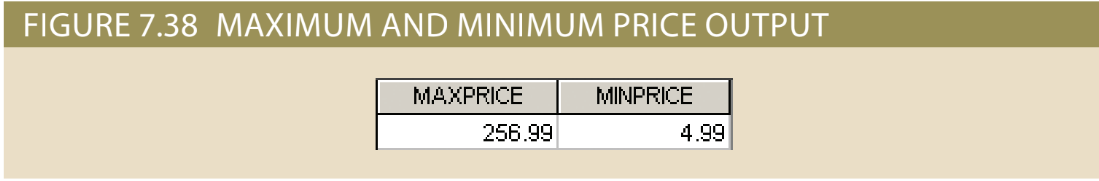 FIGURE 7.38 MAXIMUM AND MINIMUM PRICE OUTPUT
MAXPRICE MINPRICE
256.99 4.99